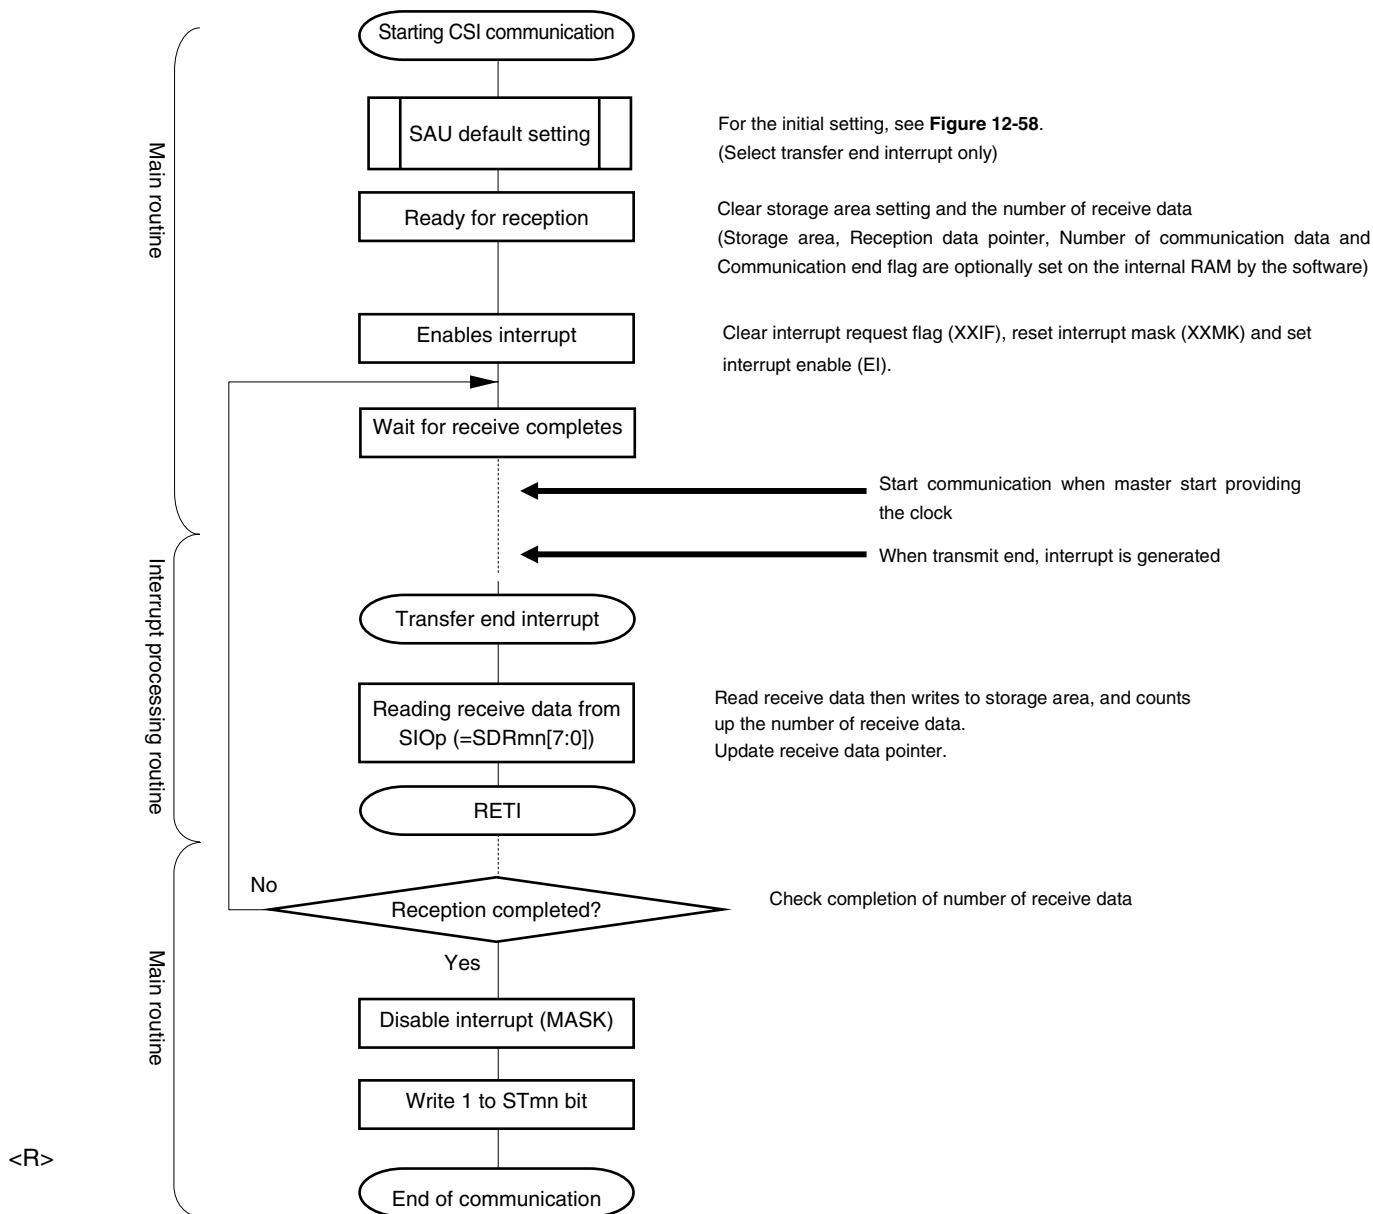 Starting CSI communication
Main routine
SAU default setting
For the initial setting, see Figure 12-58.
(Select transfer end interrupt only)
Ready for reception
Clear storage area setting and the number of receive data
(Storage area, Reception data pointer, Number of communication data and
Communication end flag are optionally set on the internal RAM by the software)
Enables interrupt
Clear interrupt request flag (XXIF), reset interrupt mask (XXMK) and set
interrupt enable (EI).
Wait for receive completes
Start communication when master start providing
the clock
When transmit end, interrupt is generated
Interrupt processing routine
Transfer end interrupt
Reading receive data from
SIOp (=SDRmn[7:0])
Read receive data then writes to storage area, and counts
up the number of receive data.
Update receive data pointer.
RETI
No
Reception completed?
Check completion of number of receive data
Yes
Main routine
Disable interrupt (MASK)
Write 1 to STmn bit
<R>
End of communication